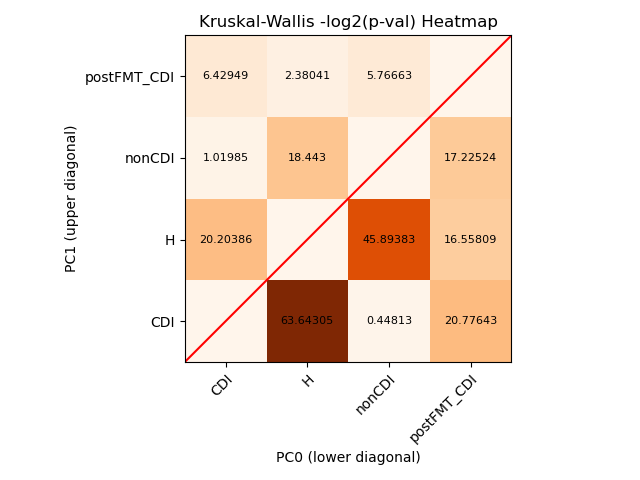 Kruskal-Wallis -log2(p-val) Heatmap
PC1 (upper diagonal)
postFMT_CDI
6.42949 2.38041 5.76663
nonCDI
1.01985 18.443 17.22524
H
20.20386 45.89383 16.55809
CDI
63.64305 0.44813 20.77643
CDI H nonCDI postFMT_CDI
PC0 (lower diagonal)